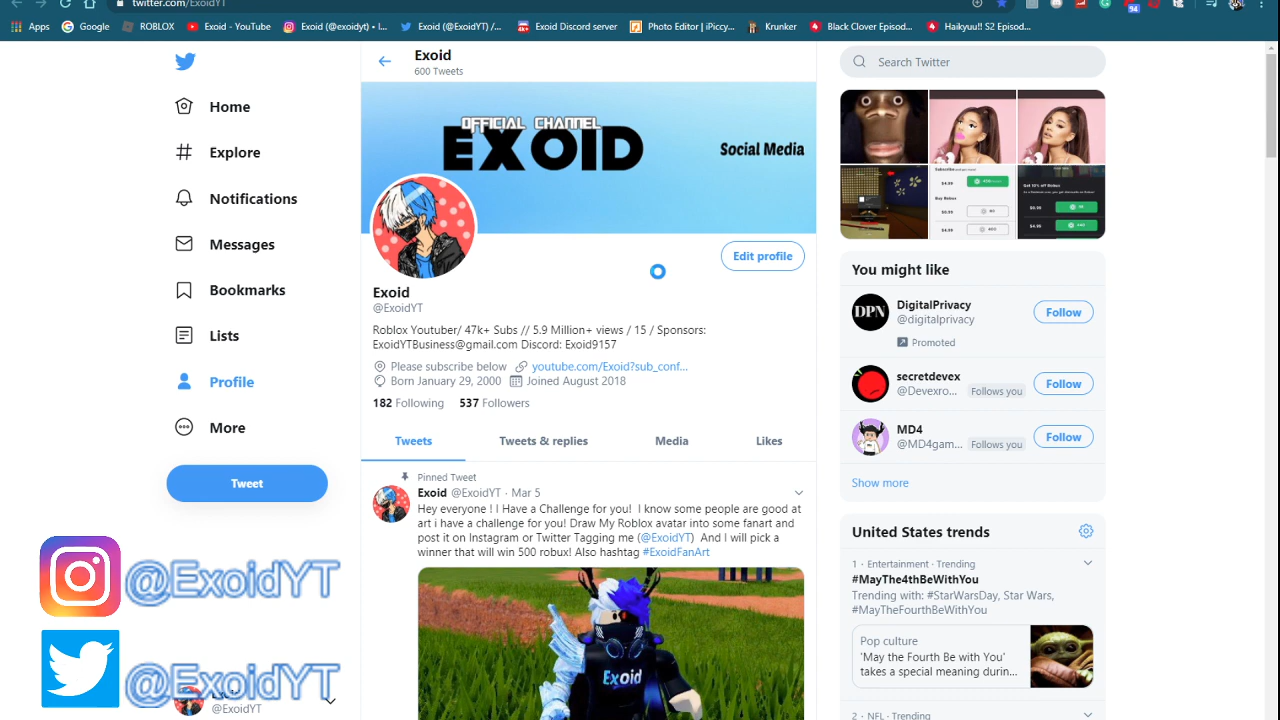 twitter.com/ExoidYT
Apps
Google
ROBLOX
Exoid - YouTube
Exoid (@exoidyt) • I...
Exoid (@ExoidYT) /...
Exoid Discord server
Photo Editor | iPiccy...
Krunker
Black Clover Episod...
Haikyuu!! S2 Episod...
Home
Explore
Notifications
Messages
Bookmarks
Lists
Profile
More
Tweet
@ExoidYT
@ExoidYT
@ExoidYT
Exoid
600 Tweets
OFFICIAL CHANNEL
EXOID
Social Media
Edit profile
Exoid
@ExoidYT
Roblox Youtuber/ 47k+ Subs // 5.9 Million+ views / 15 / Sponsors:
ExoidYTBusiness@gmail.com Discord: Exoid9157
Please subscribe below youtube.com/Exoid?sub_conf...
Born January 29, 2000 Joined August 2018
182 Following 537 Followers
Tweets
Tweets & replies
Media
Likes
Pinned Tweet
Exoid @ExoidYT · Mar 5
Hey everyone ! I Have a Challenge for you! I know some people are good at
art i have a challenge for you! Draw My Roblox avatar into some fanart and
post it on Instagram or Twitter Tagging me (@ExoidYT) And I will pick a
winner that will win 500 robux! Also hashtag #ExoidFanArt
Exoid
Search Twitter
You might like
DigitalPrivacy
@digitalprivacy
DPN
Follow
Promoted
secretdevex
@Devexro... Follows you
Follow
MD4
@MD4gam... Follows you
Follow
Show more
United States trends
1 · Entertainment · Trending
#MayThe4thBeWithYou
Trending with: #StarWarsDay, Star Wars,
#MayTheFourthBeWithYou
Pop culture
'May the Fourth Be with You'
takes a special meaning durin...
2 · NFL · Trending